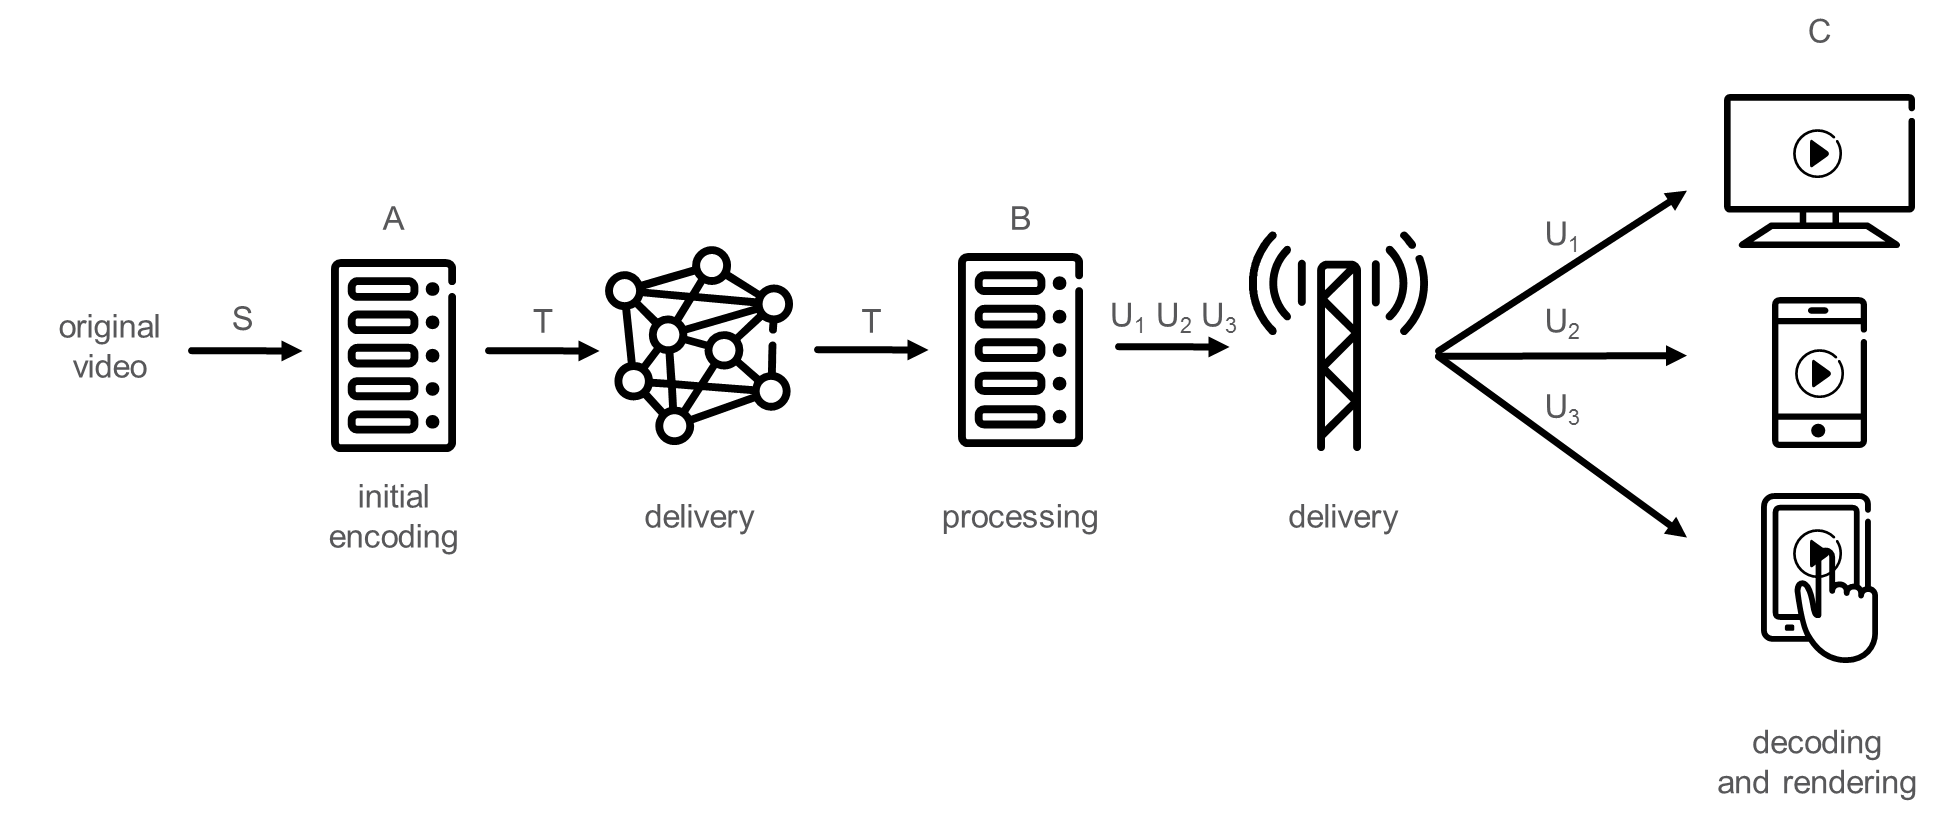 C
A
B
original
video
S
T
T
U1 U2 U3
U1
U2
U3
initial
encoding
delivery
processing
delivery
decoding
and rendering